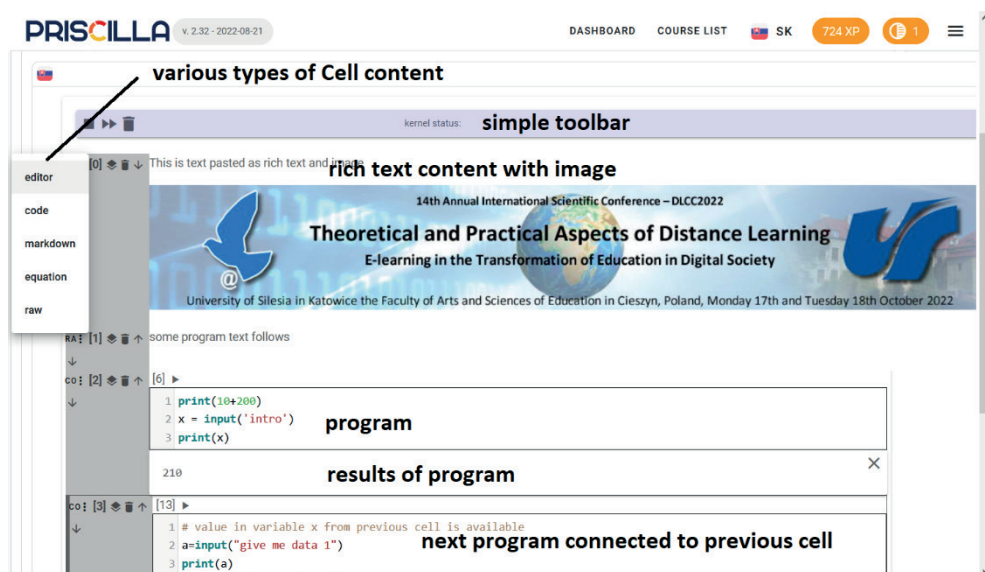 PRISCILLA v. 2.32 - 2022-08-21 DASHBOARD COURSE LIST SK 724 XP 1
various types of Cell content
kernel status: simple toolbar
[0] This is text pasted as rich text and image
rich text content with image
editor
code
markdown
equation
raw
14th Annual International Scientific Conference – DLCC2022
Theoretical and Practical Aspects of Distance Learning
E-learning in the Transformation of Education in Digital Society
@
University of Silesia in Katowice the Faculty of Arts and Sciences of Education in Cieszyn, Poland, Monday 17th and Tuesday 18th October 2022
RA [1] some program text follows
CO [2] [6]
1 print(10+200)
2 x = input('intro')
3 print(x)
program
210
results of program
CO [3] [13]
1 # value in variable x from previous cell is available
2 a=input("give me data 1")
3 print(a)
next program connected to previous cell